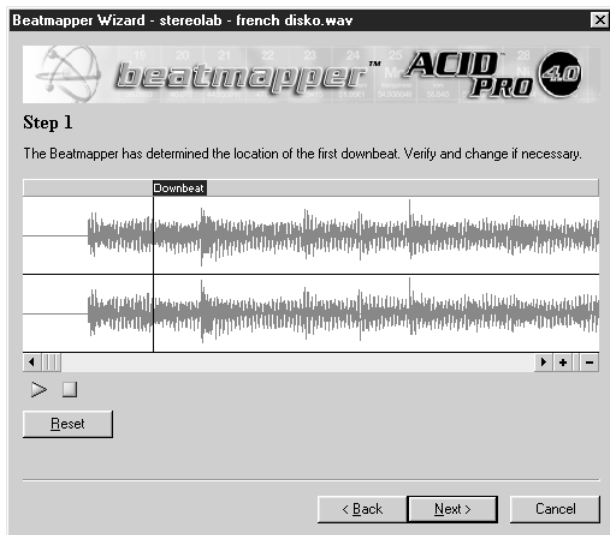 Beatmapper Wizard - stereolab - french disko.wav
beatmapper™ ACID™ PRO 4.0
Step 1
The Beatmapper has determined the location of the first downbeat. Verify and change if necessary.
Downbeat
Reset
< Back Next > Cancel